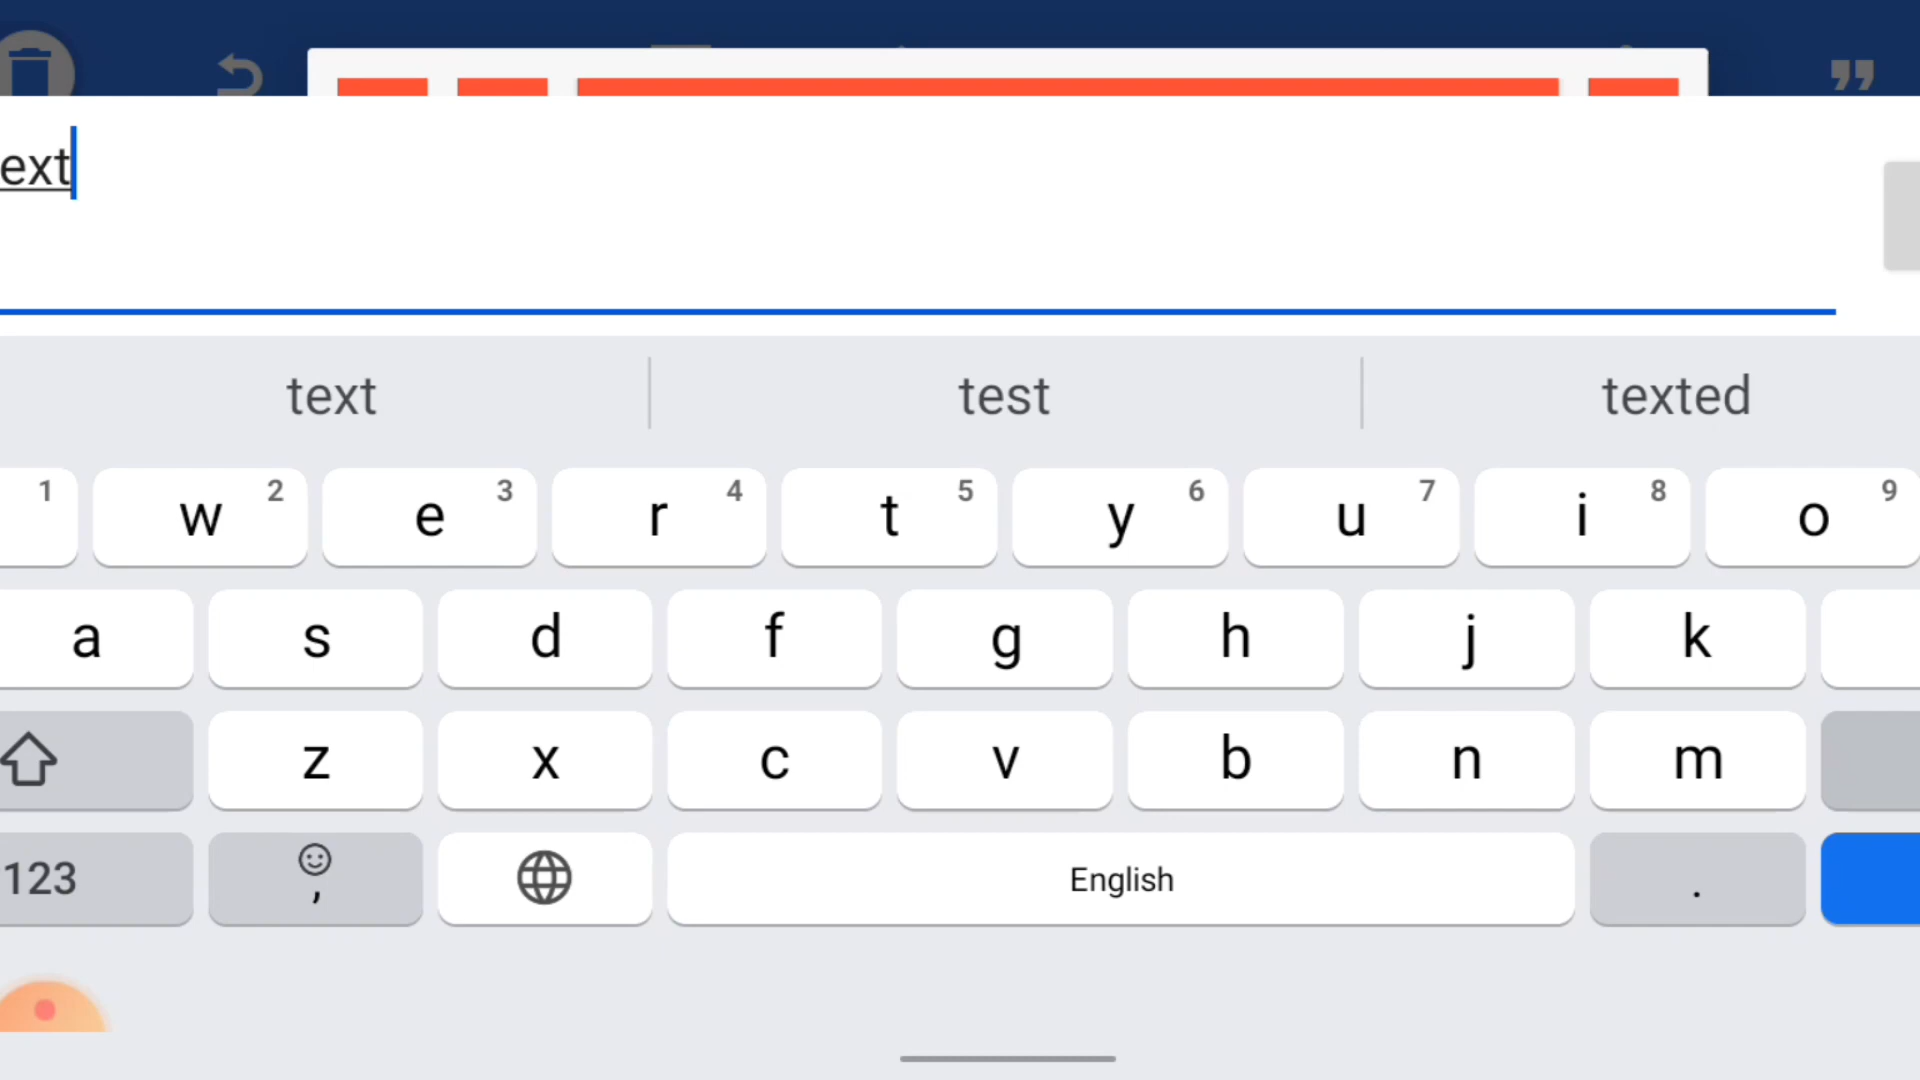 ext
text test texted
1 w 2 e 3 r 4 t 5 y 6 u 7 i 8 o 9
a s d f g h j k
z x c v b n m
123 , English .